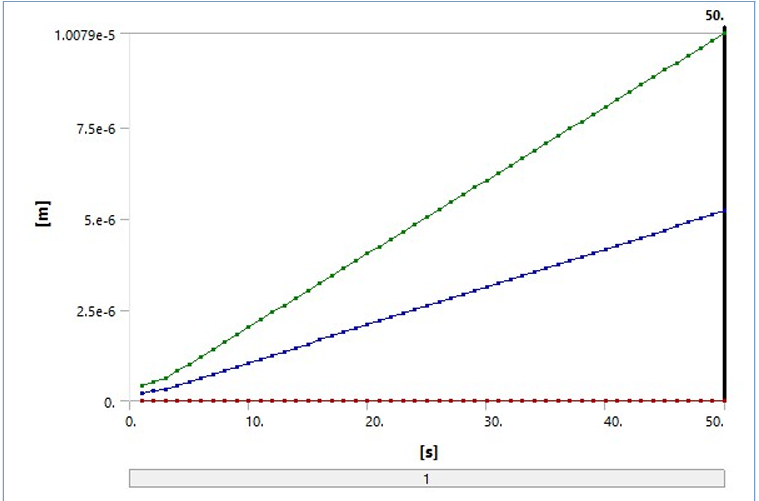 50.
1.0079e-5
7.5e-6
5.e-6
2.5e-6
0.
[m]
0. 10. 20. 30. 40. 50.
[s]
1